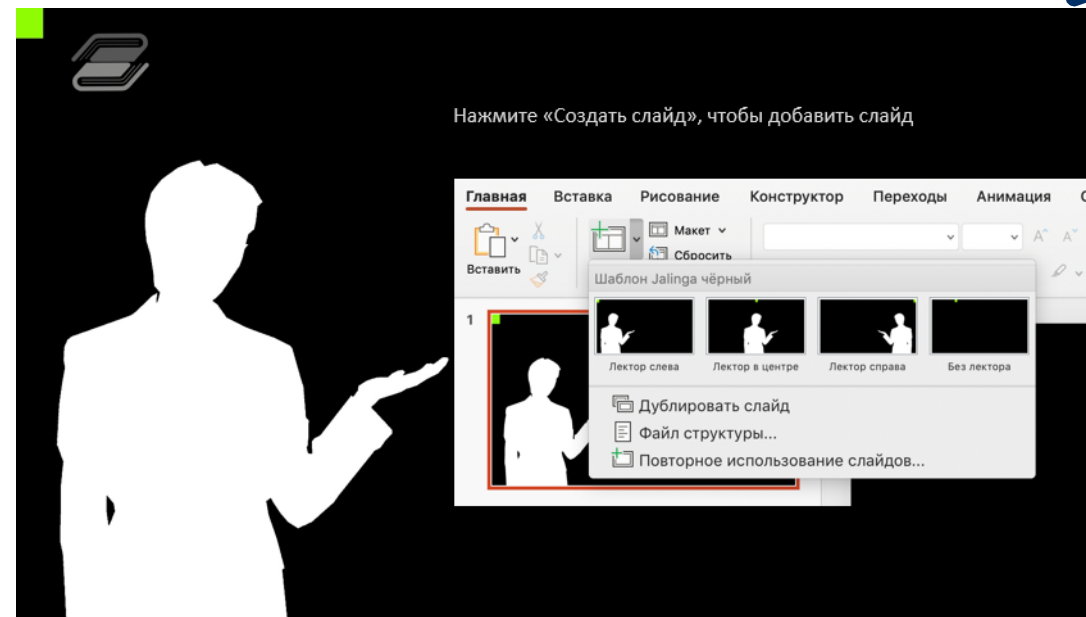 Нажмите «Создать слайд», чтобы добавить слайд
Главная Вставка Рисование Конструктор Переходы Анимация
Вставить
Макет
Сбросить
Шаблон Jalinga чёрный
1
Лектор слева Лектор в центре Лектор справа Без лектора
Дублировать слайд
Файл структуры...
Повторное использование слайдов...